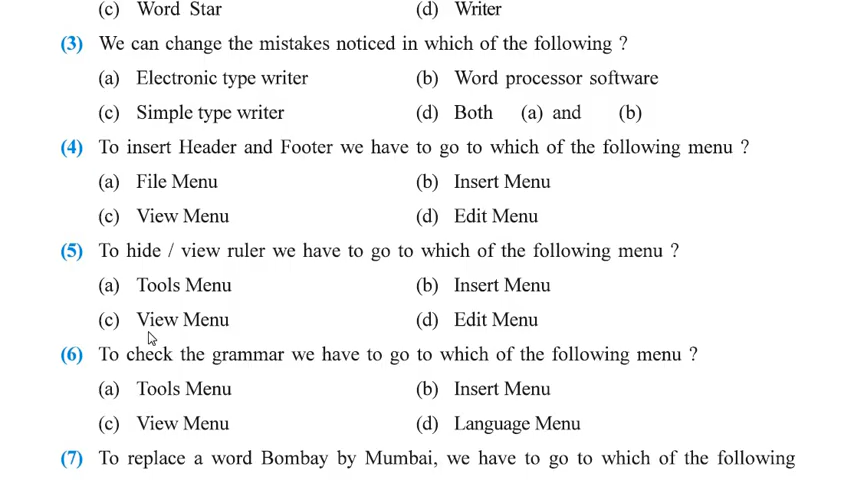 (c) Word Star (d) Writer
(3) We can change the mistakes noticed in which of the following ?
(a) Electronic type writer (b) Word processor software
(c) Simple type writer (d) Both (a) and (b)
(4) To insert Header and Footer we have to go to which of the following menu ?
(a) File Menu (b) Insert Menu
(c) View Menu (d) Edit Menu
(5) To hide / view ruler we have to go to which of the following menu ?
(a) Tools Menu (b) Insert Menu
(c) View Menu (d) Edit Menu
(6) To check the grammar we have to go to which of the following menu ?
(a) Tools Menu (b) Insert Menu
(c) View Menu (d) Language Menu
(7) To replace a word Bombay by Mumbai, we have to go to which of the following